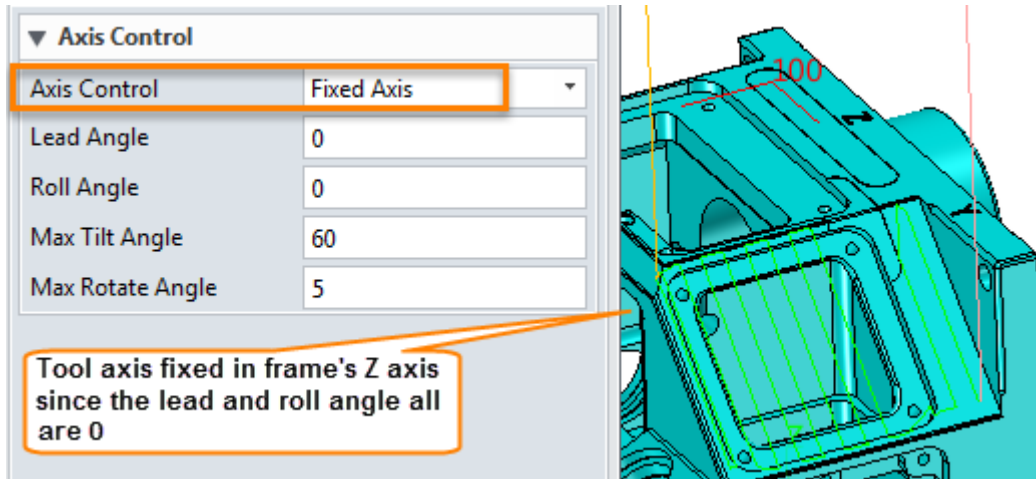 Axis Control
Axis Control Fixed Axis
Lead Angle 0
Roll Angle 0
Max Tilt Angle 60
Max Rotate Angle 5
Tool axis fixed in frame's Z axis
since the lead and roll angle all
are 0
100
Z
Y
Z